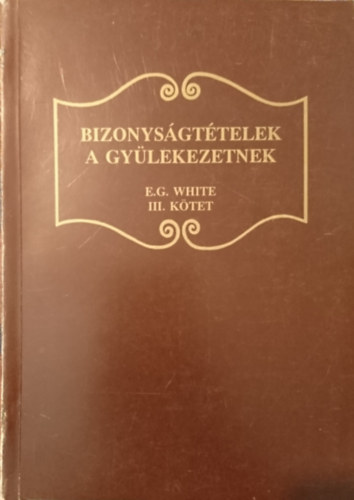 BIZONYSÁGTÉTELEK
A GYÜLEKEZETNEK
E.G. WHITE
III. KÖTET